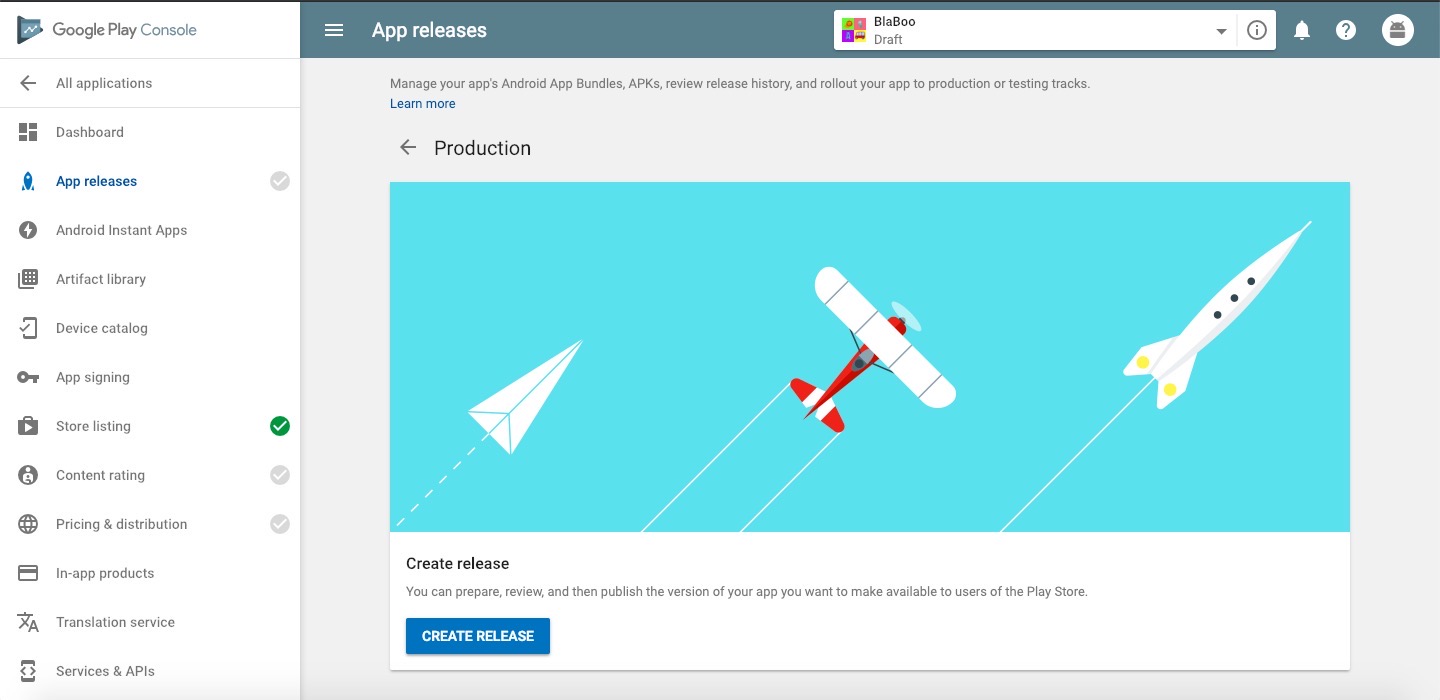 Google Play Console
All applications
Dashboard
App releases
Android Instant Apps
Artifact library
Device catalog
App signing
Store listing
Content rating
Pricing & distribution
In-app products
Translation service
Services & APIs
App releases
BlaBoo
Draft
Manage your app's Android App Bundles, APKs, review release history, and rollout your app to production or testing tracks.
Learn more
Production
Create release
You can prepare, review, and then publish the version of your app you want to make available to users of the Play Store.
CREATE RELEASE